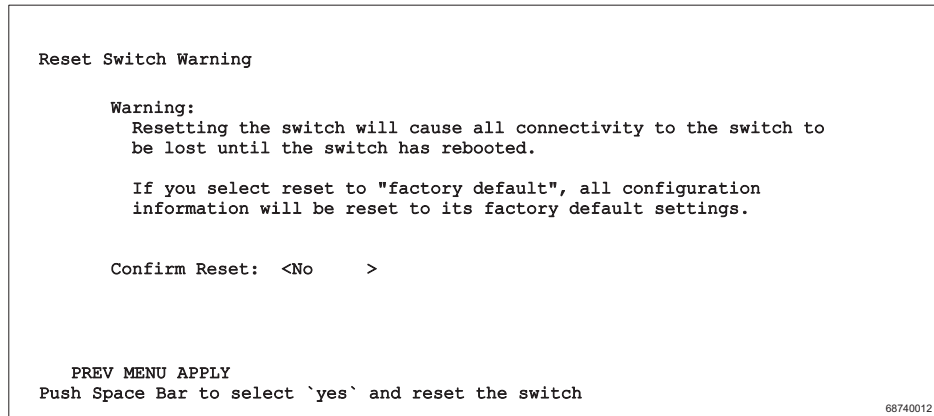 Reset Switch Warning
Warning:
Resetting the switch will cause all connectivity to the switch to
be lost until the switch has rebooted.
If you select reset to "factory default", all configuration
information will be reset to its factory default settings.
Confirm Reset: <No >
PREV MENU APPLY
Push Space Bar to select `yes` and reset the switch
68740012